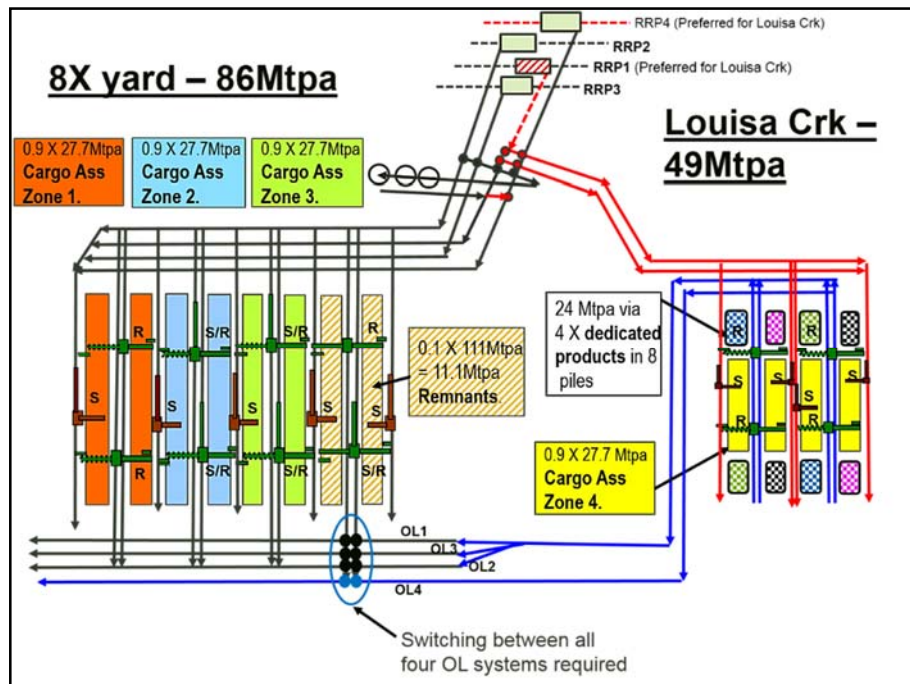 RRP4 (Preferred for Louisa Crk)
RRP2
RRP1 (Preferred for Louisa Crk)
RRP3
8X yard – 86Mtpa
Louisa Crk –
49Mtpa
0.9 X 27.7Mtpa
Cargo Ass
Zone 1.
0.9 X 27.7Mtpa
Cargo Ass
Zone 2.
0.9 X 27.7Mtpa
Cargo Ass
Zone 3.
R
S/R
S/R
R
S
S
S
S
R
S/R
S/R
S/R
0.1 X 111Mtpa
= 11.1Mtpa
Remnants.
24 Mtpa via
4 X dedicated
products in 8
piles
R
R
S
S
S
S
R
R
0.9 X 27.7 Mtpa
Cargo Ass
Zone 4.
OL1
OL3
OL2
OL4
Switching between all
four OL systems required